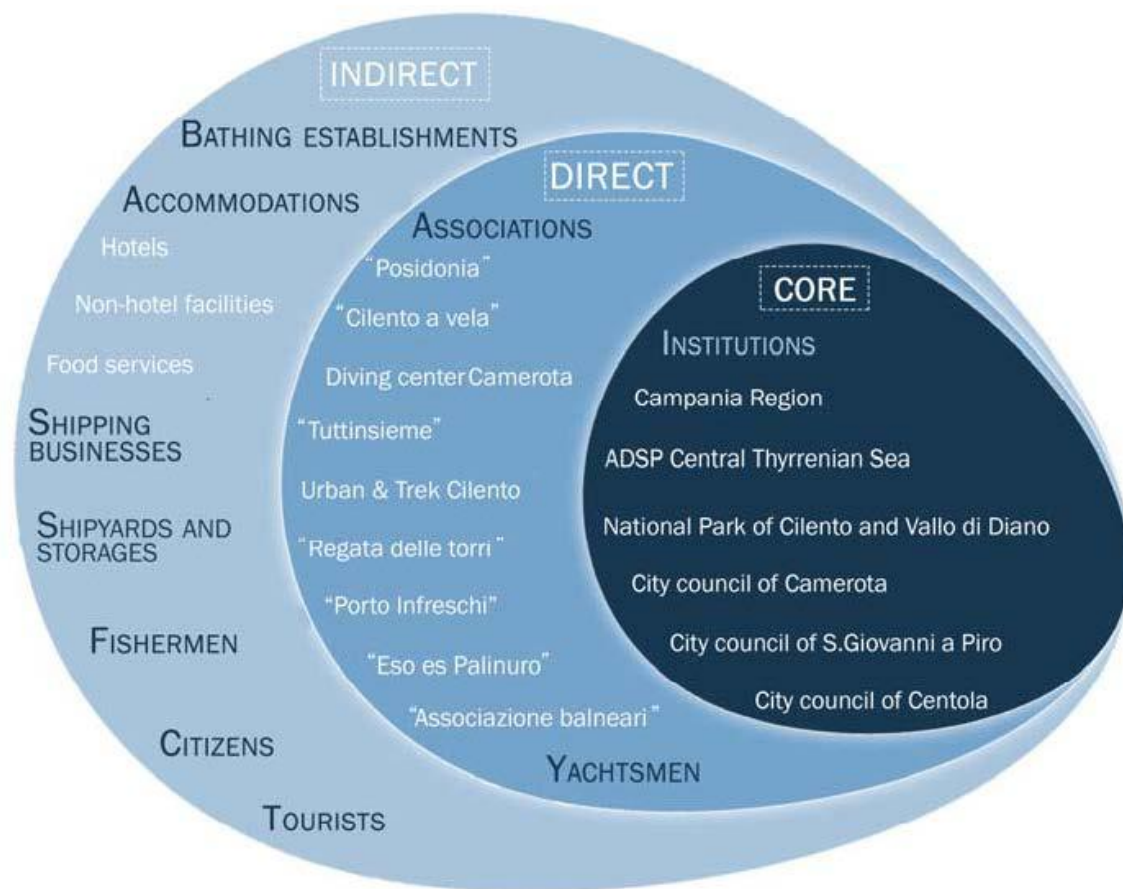 INDIRECT
BATHING ESTABLISHMENTS
ACCOMMODATIONS
Hotels
Non-hotel facilities
Food services
SHIPPING
BUSINESSES
SHIPYARDS AND
STORAGES
FISHERMEN
CITIZENS
TOURISTS
DIRECT
ASSOCIATIONS
"Posidonia"
"Cilento a vela"
Diving center Camerota
"Tuttinsieme"
Urban & Trek Cilento
"Regata delle torri"
"Porto Infreschi"
"Eso es Palinuro"
"Associazione balneari"
YACHTSMEN
CORE
INSTITUTIONS
Campania Region
ADSP Central Thyrrenian Sea
National Park of Cilento and Vallo di Diano
City council of Camerota
City council of S.Giovanni a Piro
City council of Centola